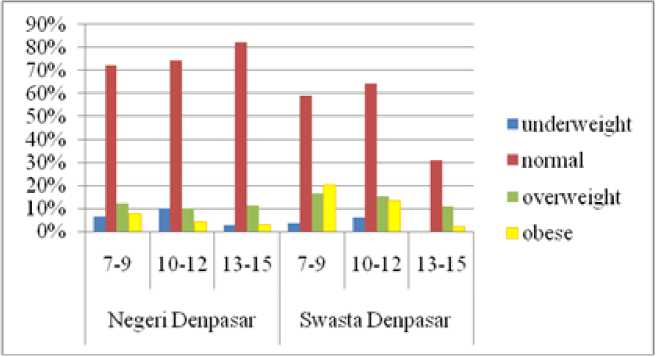 90%
80%
70%
60%
50%
40%
30%
20%
10%
0%
7-9 10-12 13-15 7-9 10-12 13-15
Negeri Denpasar Swasta Denpasar
underweight
normal
overweight
obese